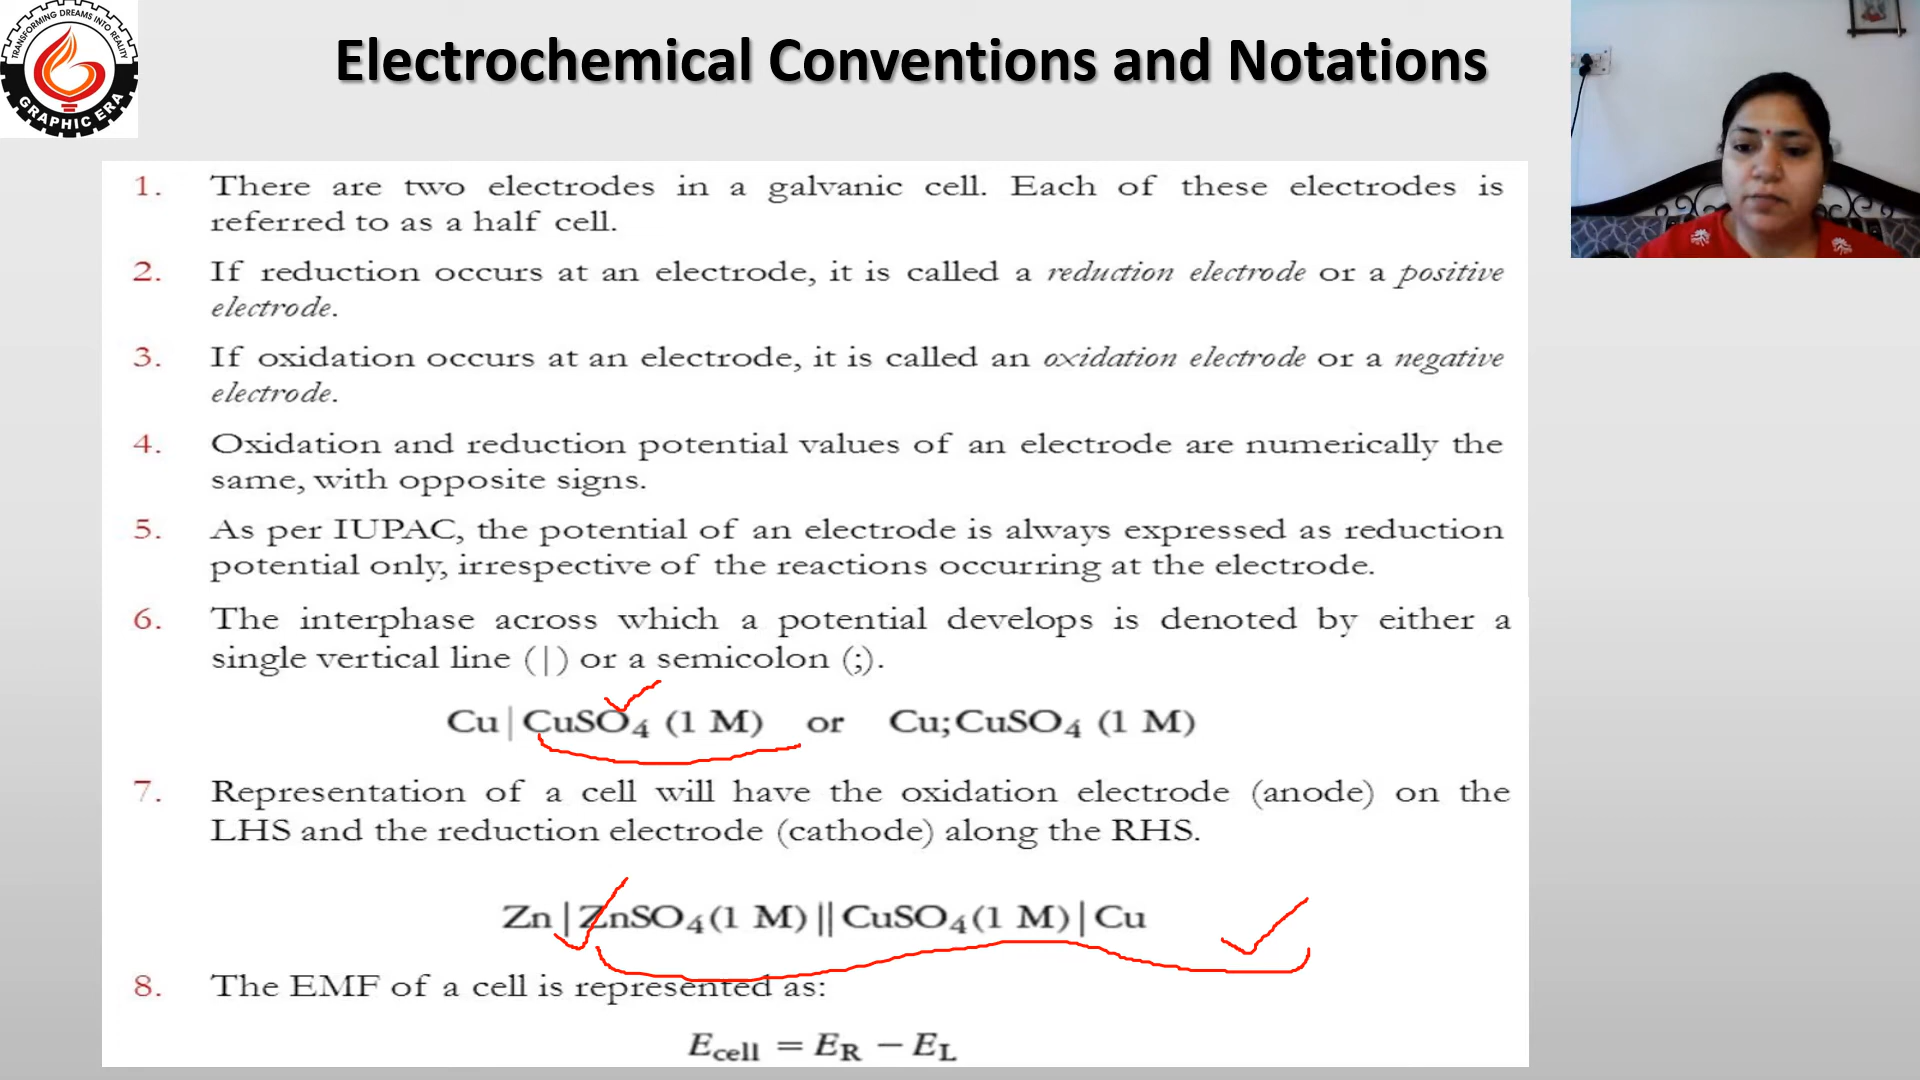 TRANSFORMING DREAMS INTO REALITY
GRAPHIC ERA
Electrochemical Conventions and Notations
1. There are two electrodes in a galvanic cell. Each of these electrodes is
referred to as a half cell.
2. If reduction occurs at an electrode, it is called a reduction electrode or a positive
electrode.
3. If oxidation occurs at an electrode, it is called an oxidation electrode or a negative
electrode.
4. Oxidation and reduction potential values of an electrode are numerically the
same, with opposite signs.
5. As per IUPAC, the potential of an electrode is always expressed as reduction
potential only, irrespective of the reactions occurring at the electrode.
6. The interphase across which a potential develops is denoted by either a
single vertical line (|) or a semicolon (;).
Cu|CuSO₄ (1 M) or Cu;CuSO₄ (1 M)
7. Representation of a cell will have the oxidation electrode (anode) on the
LHS and the reduction electrode (cathode) along the RHS.
Zn|ZnSO₄(1 M)||CuSO₄(1 M)|Cu
8. The EMF of a cell is represented as:
E_cell = E_R − E_L